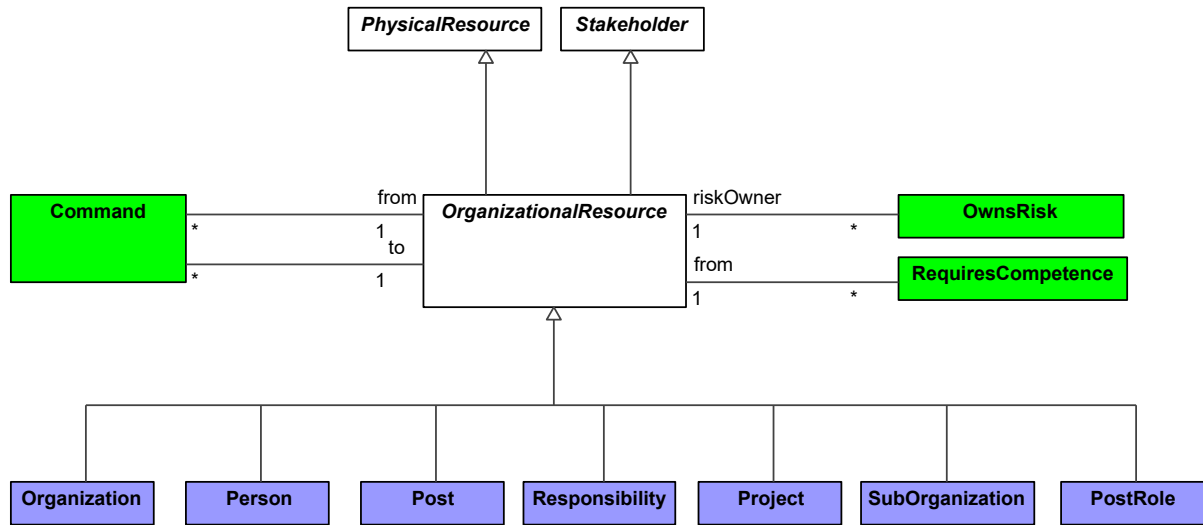 PhysicalResource
Stakeholder
Command
from
OrganizationalResource
riskOwner
OwnsRisk
*
1
1
*
to
from
RequiresCompetence
*
1
1
*
Organization
Person
Post
Responsibility
Project
SubOrganization
PostRole